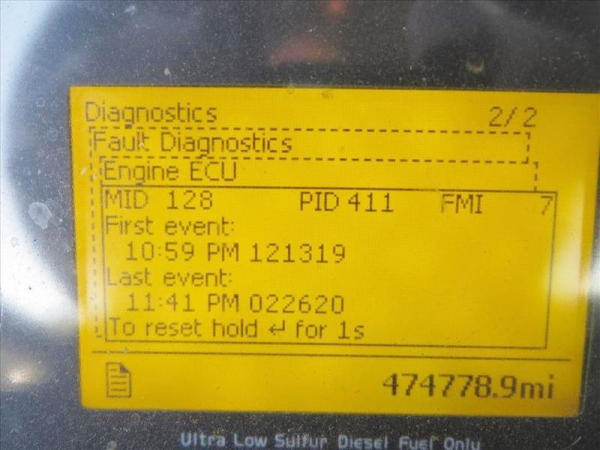 Diagnostics 2/2
Fault Diagnostics
Engine ECU
MID 128 PID 411 FMI 7
First event:
10:59 PM 121319
Last event:
11:41 PM 022620
To reset hold ↵ for 1s
474778.9mi
Ultra Low Sulfur Diesel Fuel Only